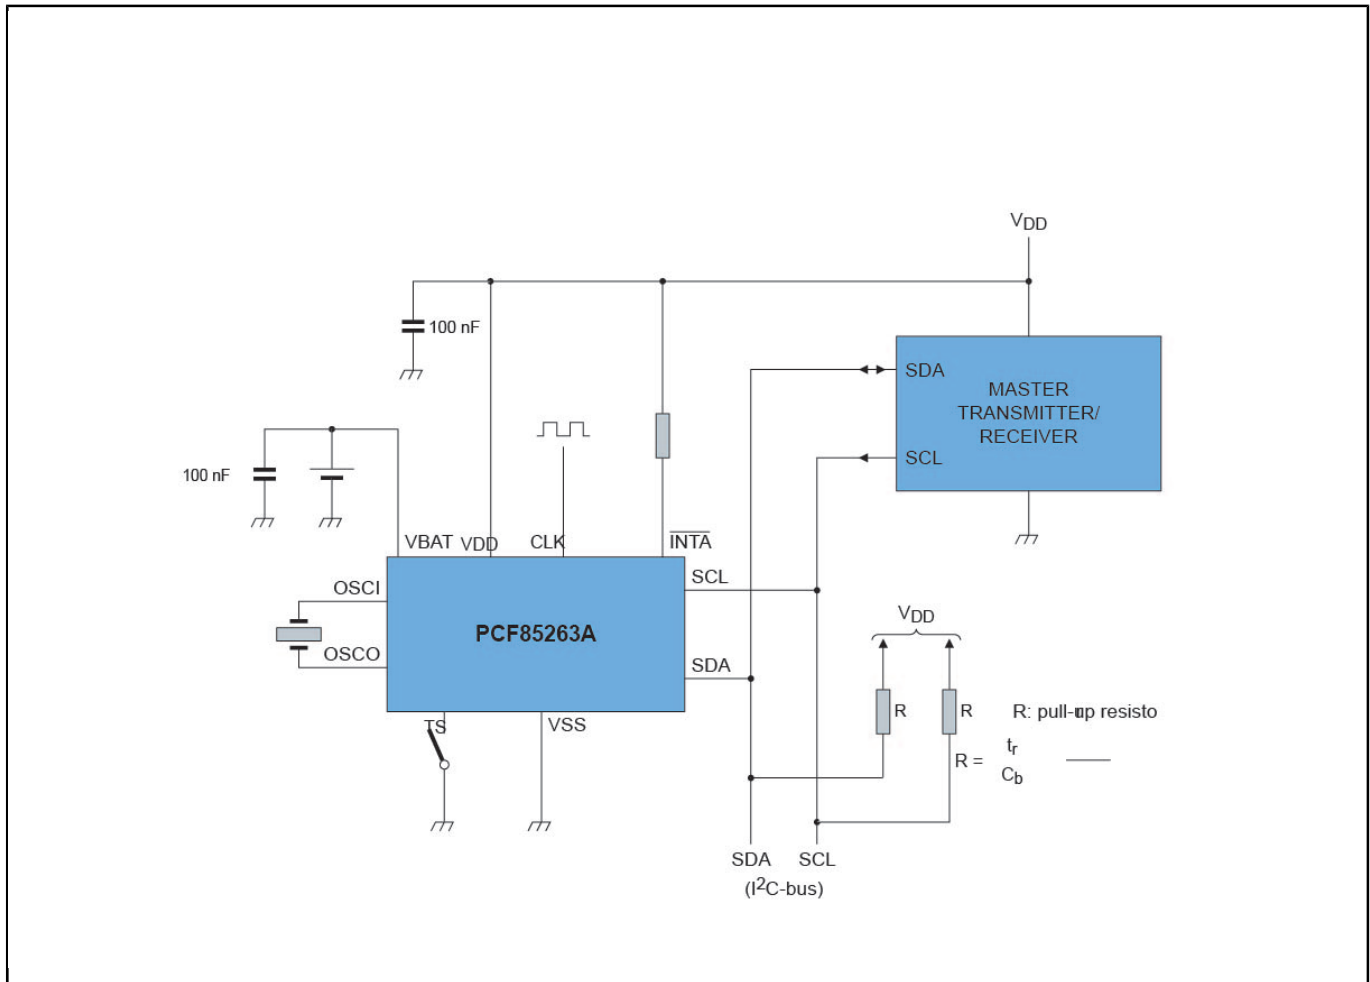 VDD
100 nF
SDA
MASTER
TRANSMITTER/
RECEIVER
SCL
100 nF
VBAT
VDD
CLK
INTA
OSCI
SCL
PCF85263A
OSCO
SDA
VDD
TS
VSS
R
R
R: pull-up resisto
R =
tr
Cb
SDA
SCL
(I2C-bus)